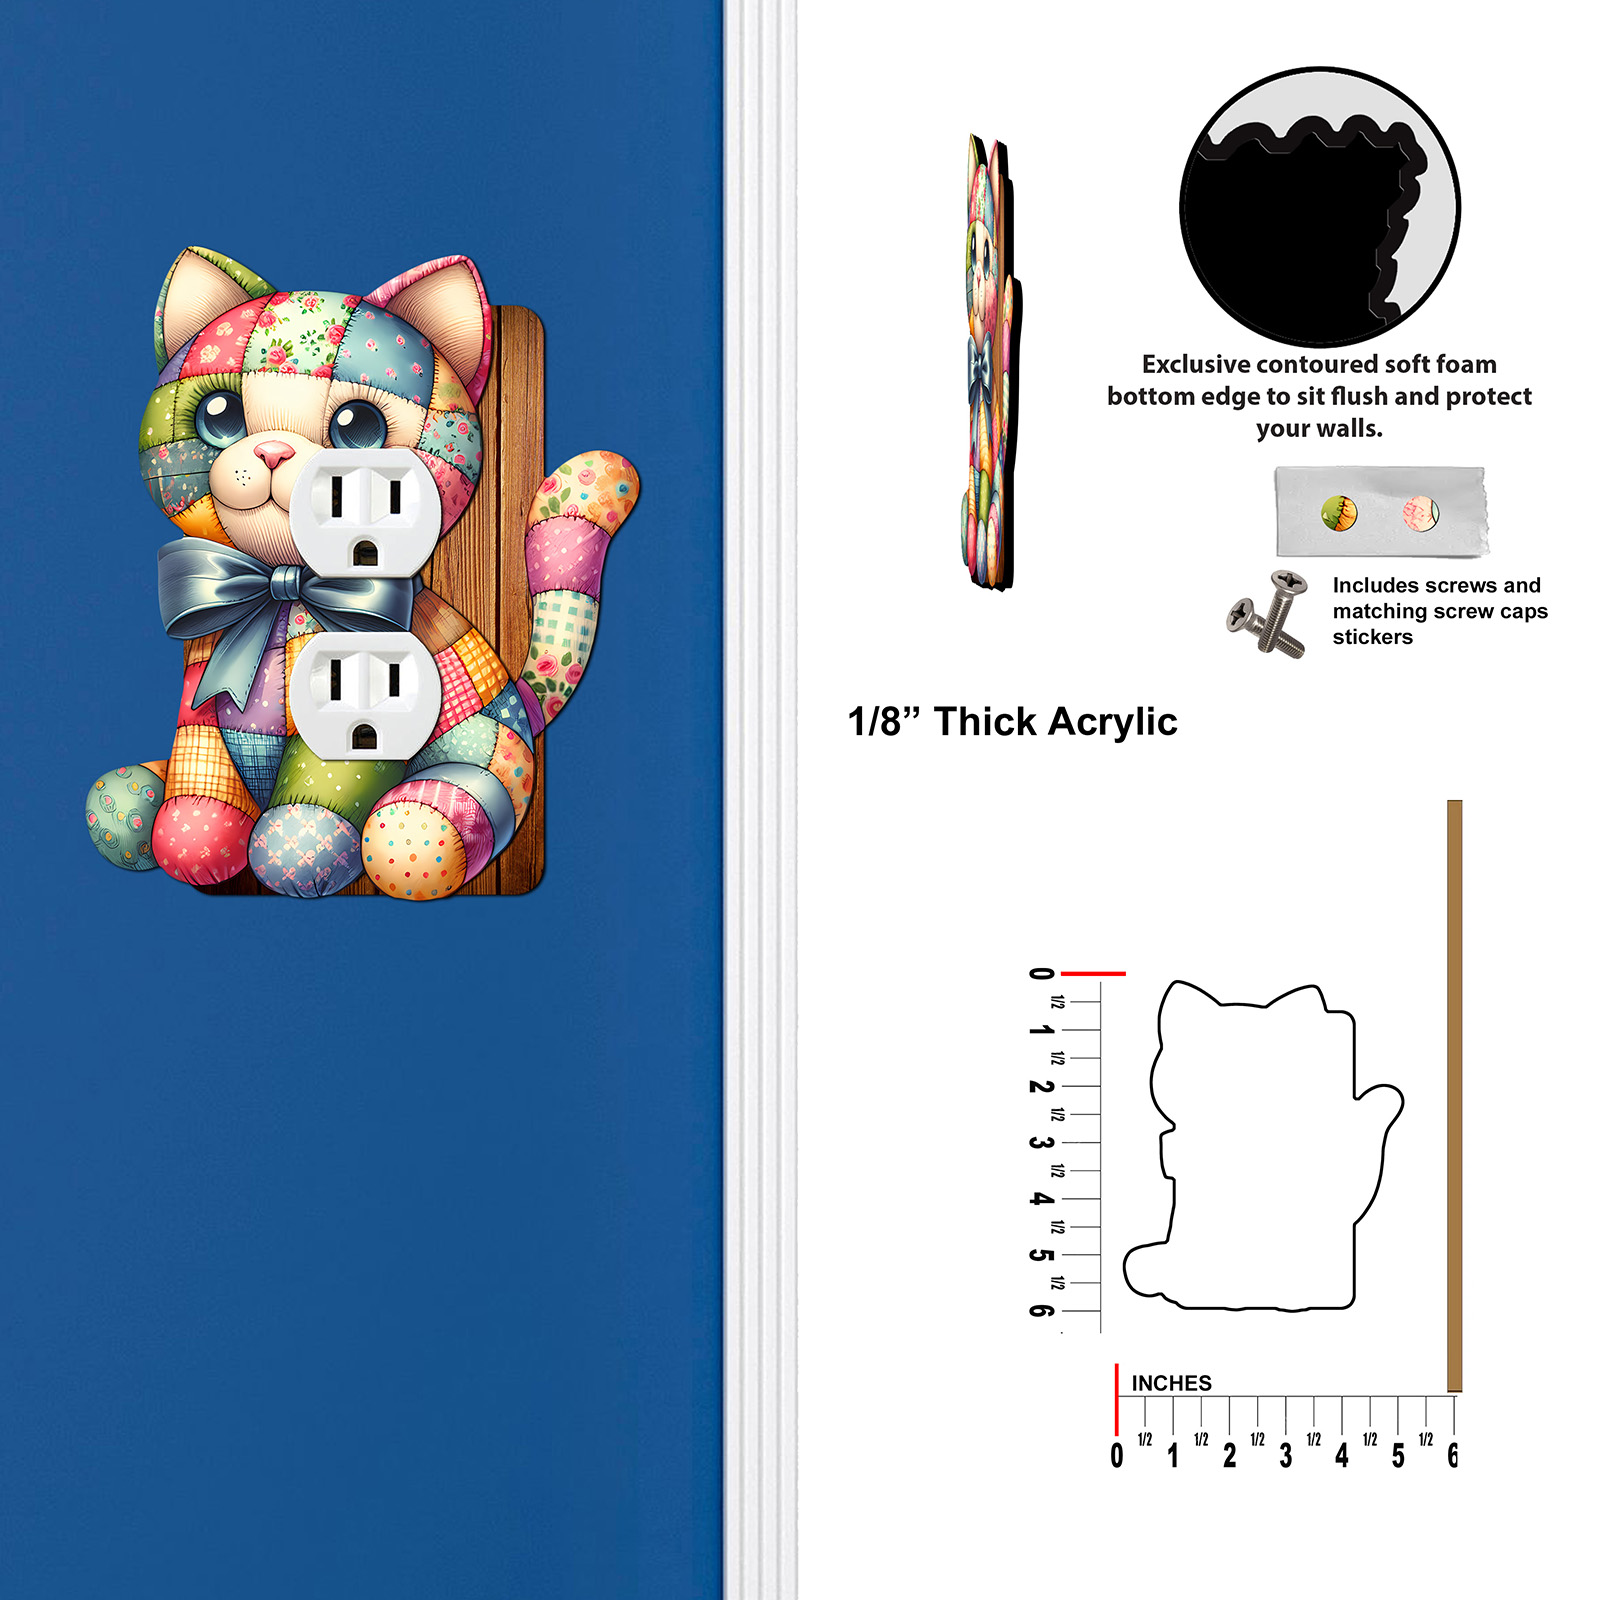 Exclusive contoured soft foam
bottom edge to sit flush and protect
your walls.
Includes screws and
matching screw caps
stickers
1/8” Thick Acrylic
0
1/2
1
1/2
2
1/2
3
1/2
4
1/2
5
1/2
6
INCHES
0 1/2 1 1/2 2 1/2 3 1/2 4 1/2 5 1/2 6